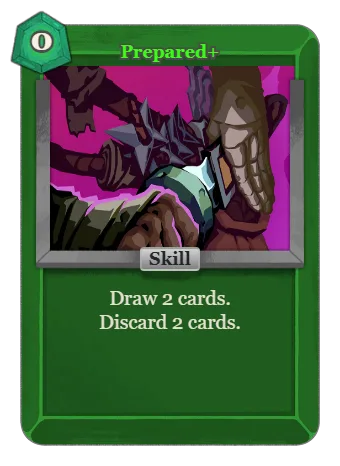 0
Prepared+
Skill
Draw 2 cards.
Discard 2 cards.